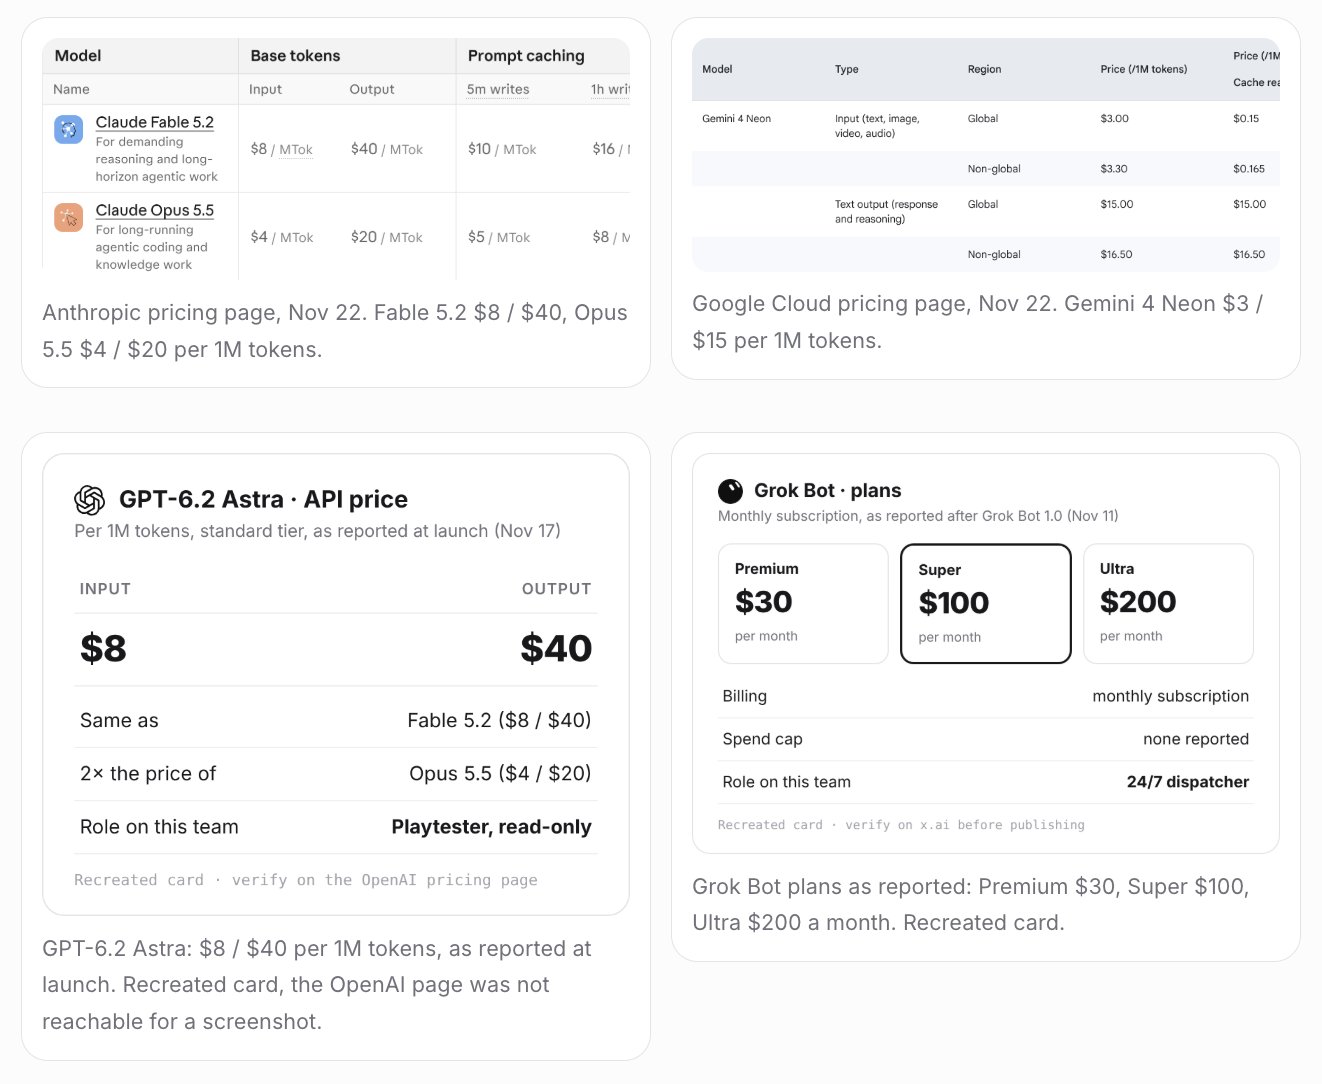 Model Base tokens Prompt caching
Name Input Output 5m writes 1h
Claude Fable 5.2
For demanding
reasoning and long-
horizon agentic work
$8 / MTok $40 / MTok $10 / MTok $16 /
Claude Opus 5.5
For long-running
agentic coding and
knowledge work
$4 / MTok $20 / MTok $5 / MTok $8 /
Anthropic pricing page, Nov 22. Fable 5.2 $8 / $40, Opus
5.5 $4 / $20 per 1M tokens.
Model Type Region Price (/1M tokens) Price
Cache
Gemini 4 Neon Input (text, image,
video, audio) Global $3.00 $0.15
Non-global $3.30 $0.165
Text output (response
and reasoning) Global $15.00 $15.00
Non-global $16.50 $16.50
Google Cloud pricing page, Nov 22. Gemini 4 Neon $3 /
$15 per 1M tokens.
GPT-6.2 Astra · API price
Per 1M tokens, standard tier, as reported at launch (Nov 17)
INPUT OUTPUT
$8 $40
Same as Fable 5.2 ($8 / $40)
2× the price of Opus 5.5 ($4 / $20)
Role on this team Playtester, read-only
Recreated card · verify on the OpenAI pricing page
GPT-6.2 Astra: $8 / $40 per 1M tokens, as reported at
launch. Recreated card, the OpenAI page was not
reachable for a screenshot.
Grok Bot · plans
Monthly subscription, as reported after Grok Bot 1.0 (Nov 11)
Premium Super Ultra
$30 $100 $200
per month per month per month
Billing monthly subscription
Spend cap none reported
Role on this team 24/7 dispatcher
Recreated card · verify on x.ai before publishing
Grok Bot plans as reported: Premium $30, Super $100,
Ultra $200 a month. Recreated card.